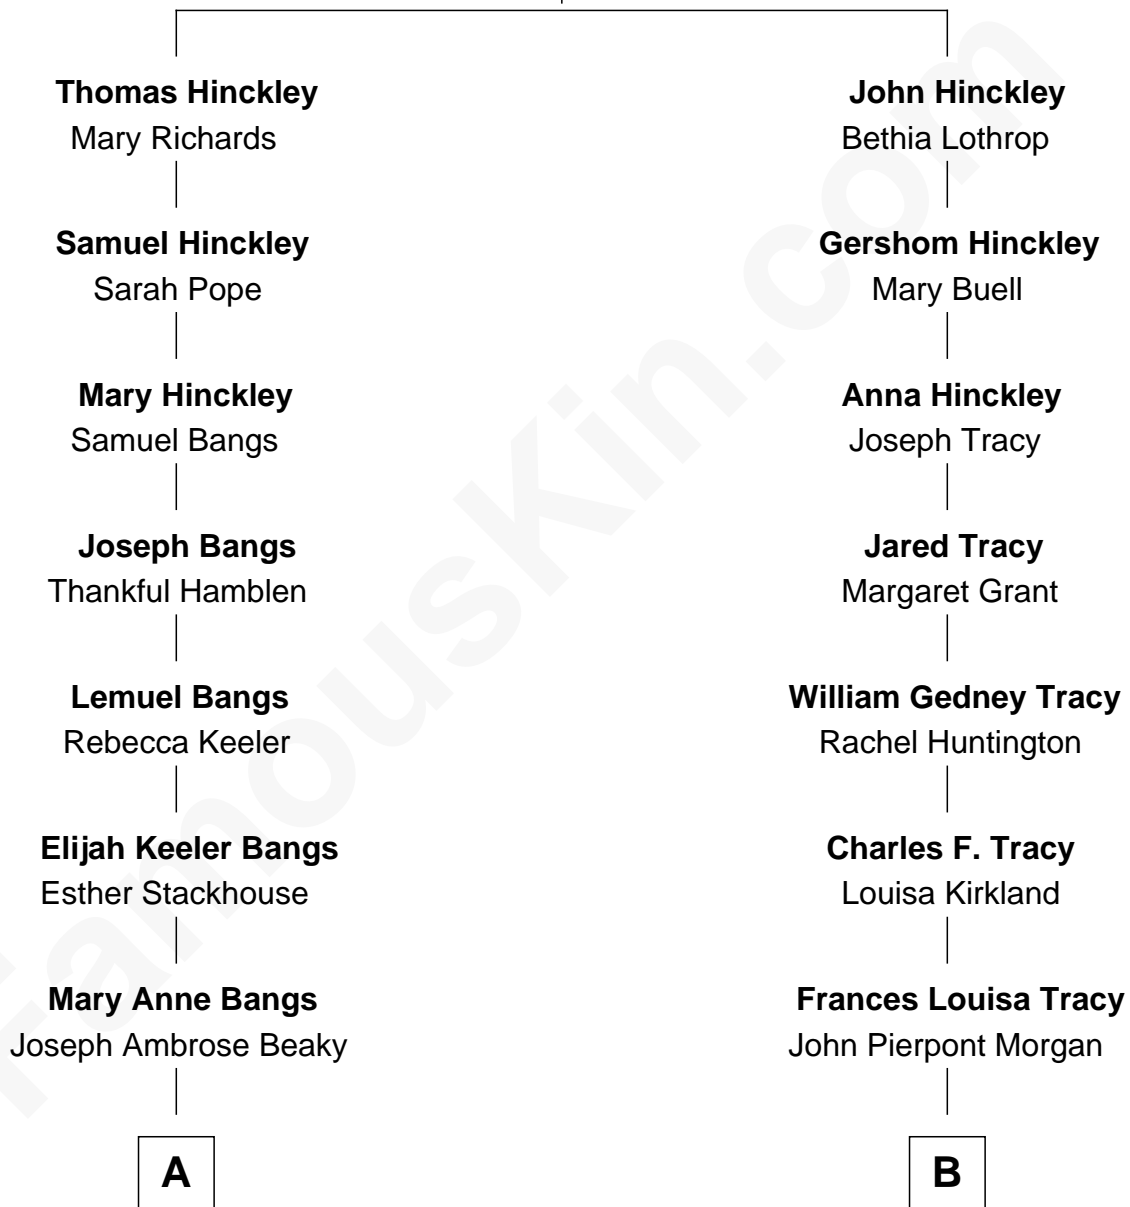 Thomas Hinckley
Mary Richards
Samuel Hinckley
Sarah Pope
Mary Hinckley
Samuel Bangs
Joseph Bangs
Thankful Hamblen
Lemuel Bangs
Rebecca Keeler
Elijah Keeler Bangs
Esther Stackhouse
Mary Anne Bangs
Joseph Ambrose Beaky
A
John Hinckley
Bethia Lothrop
Gershom Hinckley
Mary Buell
Anna Hinckley
Joseph Tracy
Jared Tracy
Margaret Grant
William Gedney Tracy
Rachel Huntington
Charles F. Tracy
Louisa Kirkland
Frances Louisa Tracy
John Pierpont Morgan
B
FamousKin.com